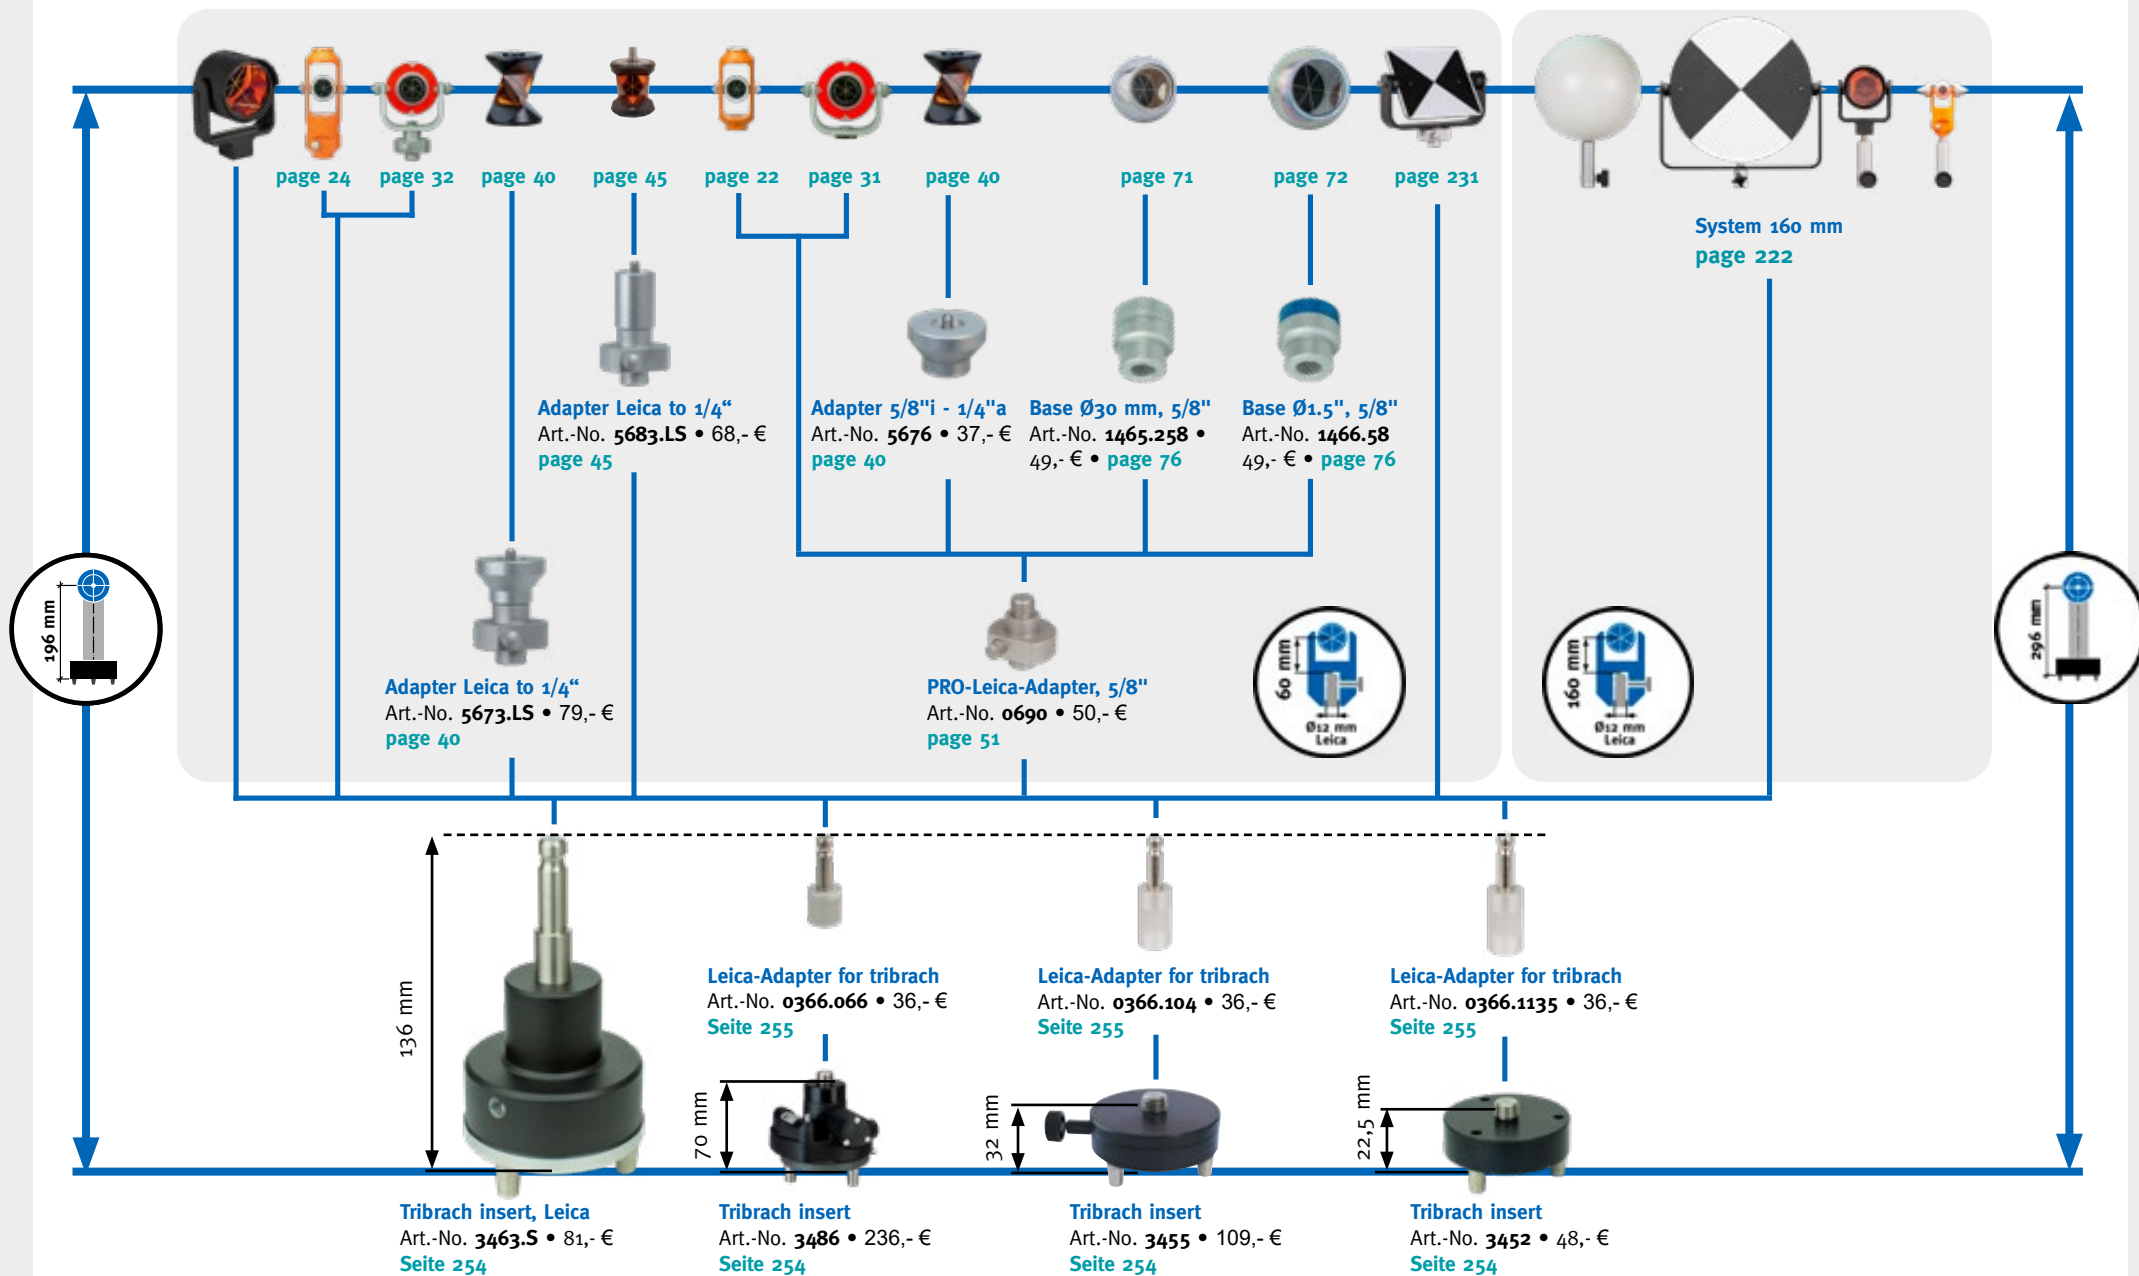 page 24
page 32
page 40
page 45
page 22
page 31
page 40
page 71
page 72
page 231
System 160 mm
page 222
Adapter Leica to 1/4“
Art.-No. 5683.LS • 68,- €
page 45
Adapter 5/8"i - 1/4"a
Art.-No. 5676 • 37,- €
page 40
Base Ø30 mm, 5/8"
Art.-No. 1465.258 •
49,- € • page 76
Base Ø1.5", 5/8"
Art.-No. 1466.58
49,- € • page 76
196 mm
Adapter Leica to 1/4“
Art.-No. 5673.LS • 79,- €
page 40
PRO-Leica-Adapter, 5/8"
Art.-No. 0690 • 50,- €
page 51
60 mm
Ø12 mm
Leica
160 mm
Ø12 mm
Leica
296 mm
136 mm
Leica-Adapter for tribrach
Art.-No. 0366.066 • 36,- €
Seite 255
Leica-Adapter for tribrach
Art.-No. 0366.104 • 36,- €
Seite 255
Leica-Adapter for tribrach
Art.-No. 0366.1135 • 36,- €
Seite 255
70 mm
32 mm
22,5 mm
Tribrach insert, Leica
Art.-No. 3463.S • 81,- €
Seite 254
Tribrach insert
Art.-No. 3486 • 236,- €
Seite 254
Tribrach insert
Art.-No. 3455 • 109,- €
Seite 254
Tribrach insert
Art.-No. 3452 • 48,- €
Seite 254